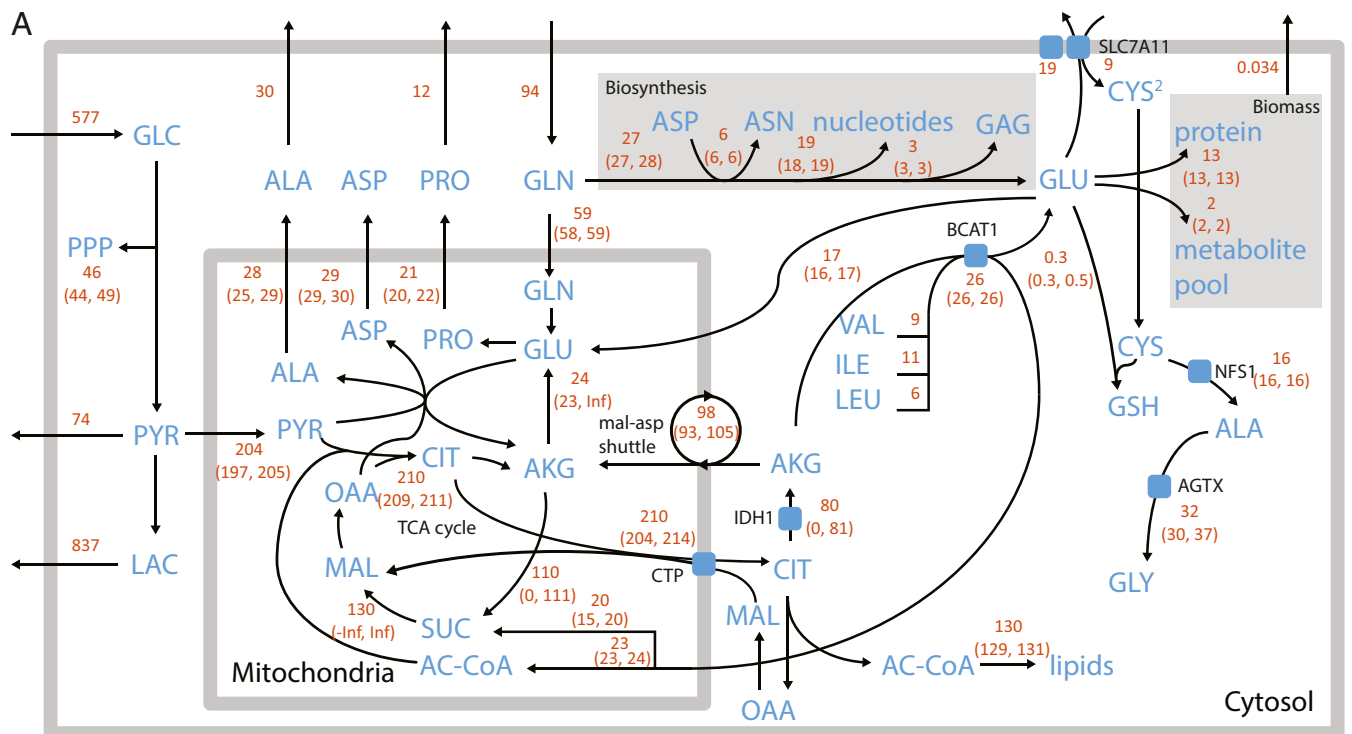 A
SLC7A11
19
9
CYS²
0.034
Biomass
protein
13
(13, 13)
2
(2, 2)
metabolite
pool
30
12
94
Biosynthesis
27
(27, 28)
ASP
6
(6, 6)
ASN
19
(18, 19)
nucleotides
3
(3, 3)
GAG
577
GLC
ALA
ASP
PRO
GLN
GLU
PPP
46
(44, 49)
59
(58, 59)
BCAT1
17
(16, 17)
26
(26, 26)
0.3
(0.3, 0.5)
28
(25, 29)
29
(29, 30)
21
(20, 22)
GLN
ASP
PRO
GLU
ALA
24
(23, Inf)
VAL
9
ILE
11
LEU
6
CYS
NFS1
16
(16, 16)
GSH
ALA
74
PYR
204
(197, 205)
PYR
CIT
210
(209, 211)
OAA
AKG
mal-asp
shuttle
98
(93, 105)
AKG
AGTX
32
(30, 37)
GLY
TCA cycle
IDH1
80
(0, 81)
210
(204, 214)
CTP
CIT
837
LAC
MAL
110
(0, 111)
130
(-Inf, Inf)
SUC
20
(15, 20)
23
(23, 24)
AC-CoA
MAL
Mitochondria
AC-CoA
130
(129, 131)
lipids
OAA
Cytosol